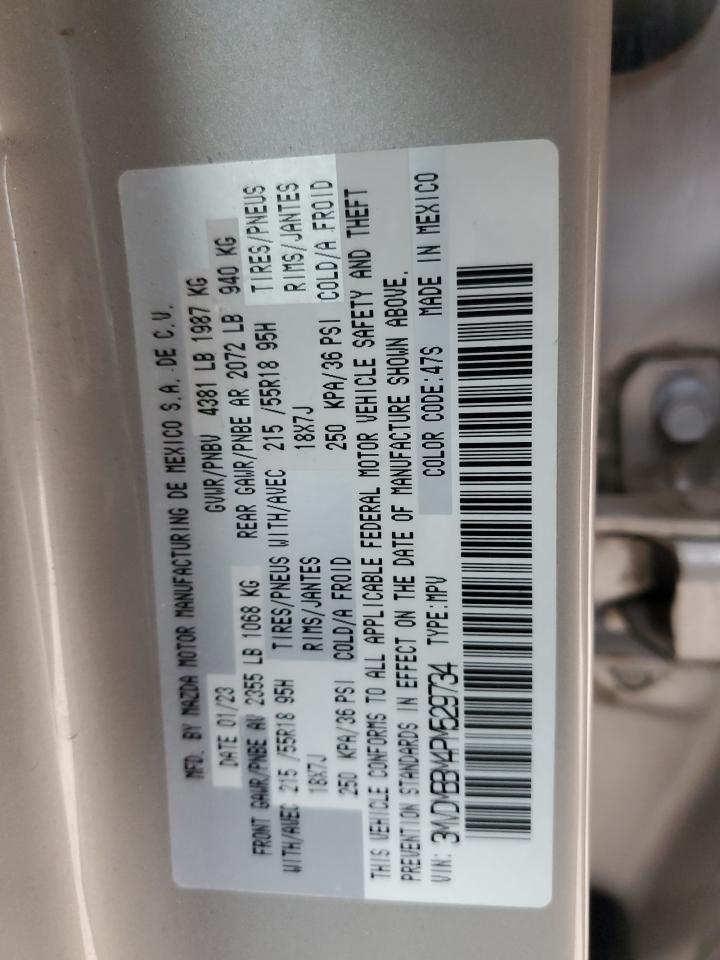 MFD. BY MAZDA MOTOR MANUFACTURING DE MEXICO S.A. DE C.V.
DATE 01/23 GVWR/PNBV 4381 LB 1987 KG
FRONT GAWR/PNBE AV 2355 LB 1068 KG REAR GAWR/PNBE AR 2072 LB 940 KG
WITH/AVEC 215 /55R18 95H TIRES/PNEUS WITH/AVEC 215 /55R18 95H TIRES/PNEUS
18X7J RIMS/JANTES 18X7J RIMS/JANTES
250 KPA/36 PSI COLD/A FROID 250 KPA/36 PSI COLD/A FROID
THIS VEHICLE CONFORMS TO ALL APPLICABLE FEDERAL MOTOR VEHICLE SAFETY AND THEFT
PREVENTION STANDARDS IN EFFECT ON THE DATE OF MANUFACTURE SHOWN ABOVE.
VIN: 3MVDMBBM4PM529734 TYPE:MPV COLOR CODE:47S MADE IN MEXICO